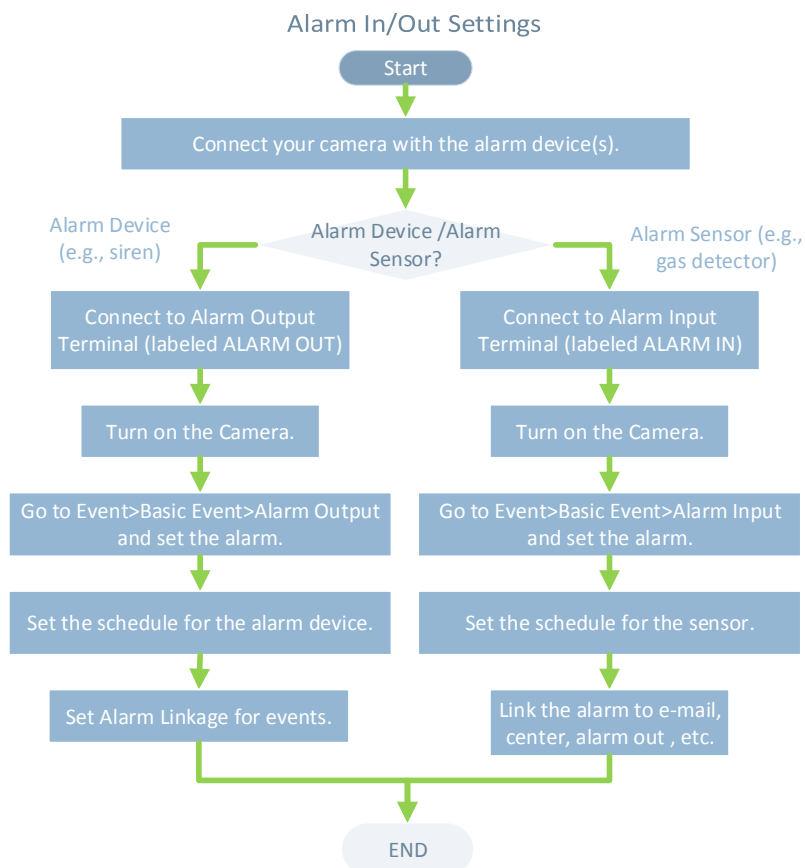 Alarm In/Out Settings
Start
Connect your camera with the alarm device(s).
Alarm Device /Alarm
Sensor?
Alarm Device
(e.g., siren)
Alarm Sensor (e.g.,
gas detector)
Connect to Alarm Output
Terminal (labeled ALARM OUT)
Connect to Alarm Input
Terminal (labeled ALARM IN)
Turn on the Camera.
Turn on the Camera.
Go to Event>Basic Event>Alarm Output
and set the alarm.
Go to Event>Basic Event>Alarm Input
and set the alarm.
Set the schedule for the alarm device.
Set the schedule for the sensor.
Set Alarm Linkage for events.
Link the alarm to e-mail,
center, alarm out , etc.
END